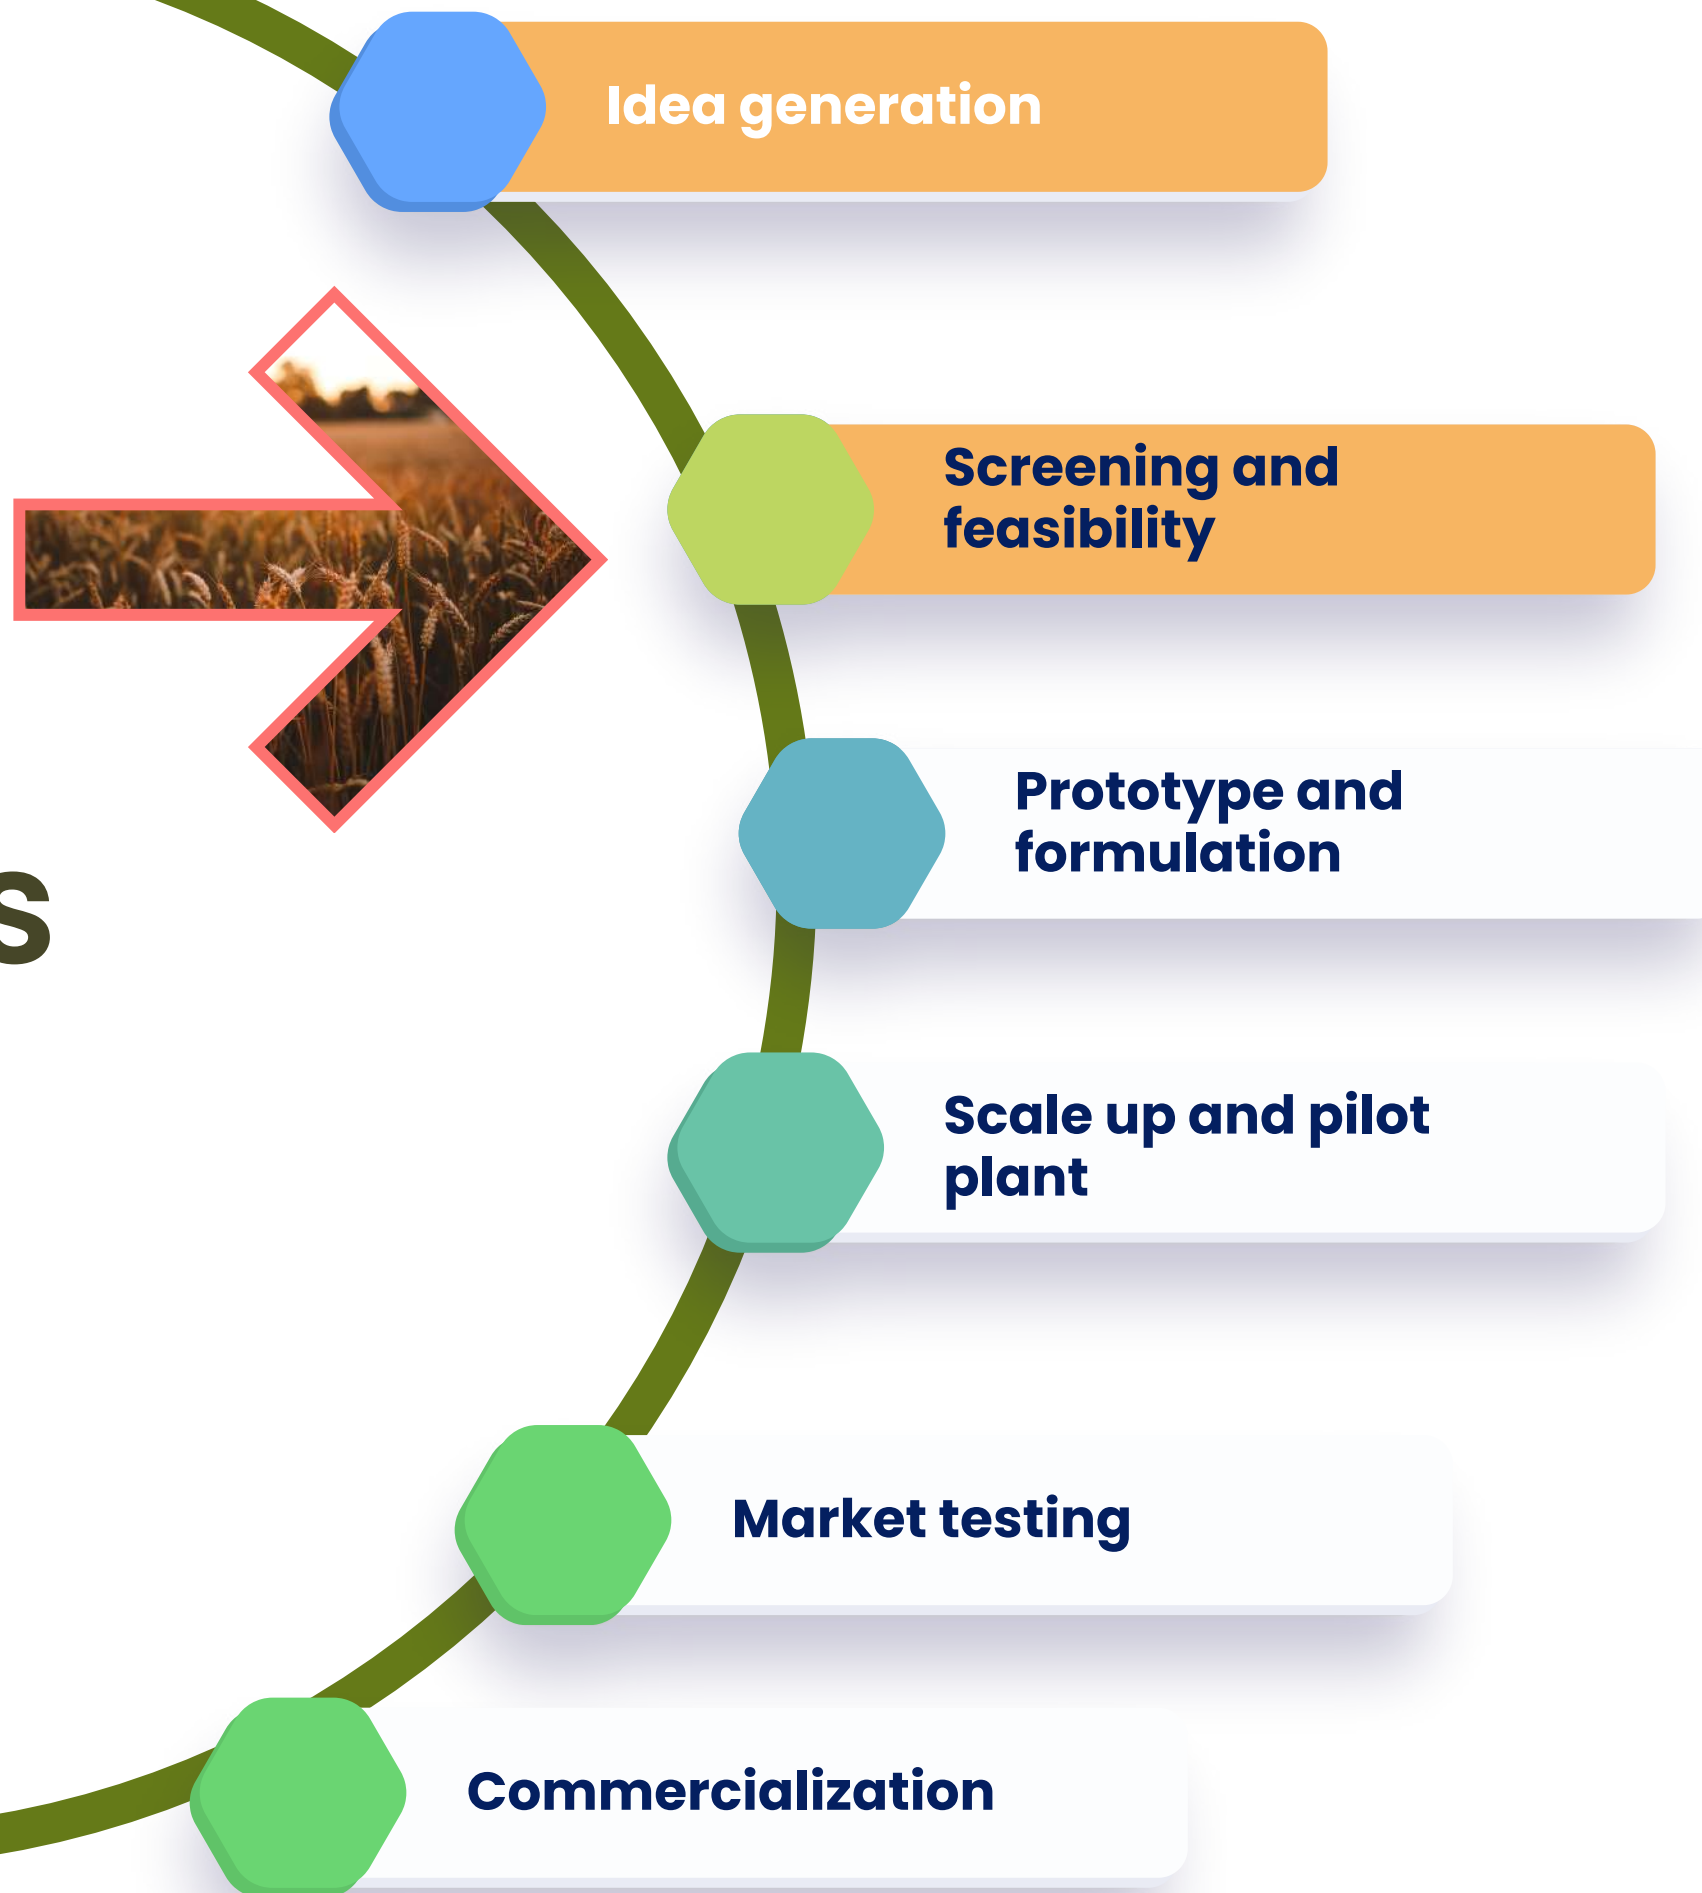 Idea generation
Screening and
feasibility
Prototype and
formulation
s
Scale up and pilot
plant
Market testing
Commercialization